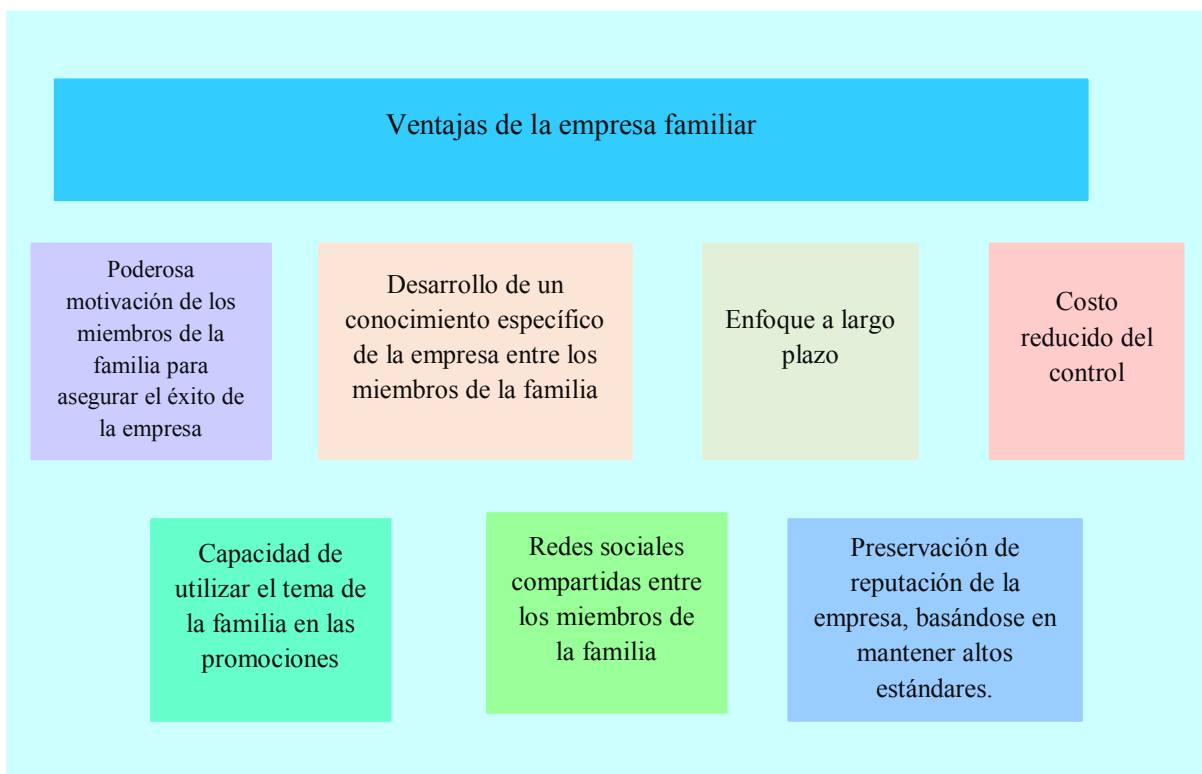 Ventajas de la empresa familiar
Poderosa
motivación de los
miembros de la
familia para
asegurar el éxito de
la empresa
Desarrollo de un
conocimiento específico
de la empresa entre los
miembros de la familia
Enfoque a largo
plazo
Costo
reducido del
control
Capacidad de
utilizar el tema de
la familia en las
promociones
Redes sociales
compartidas entre
los miembros de
la familia
Preservación de
reputación de la
empresa, basándose en
mantener altos
estándares.